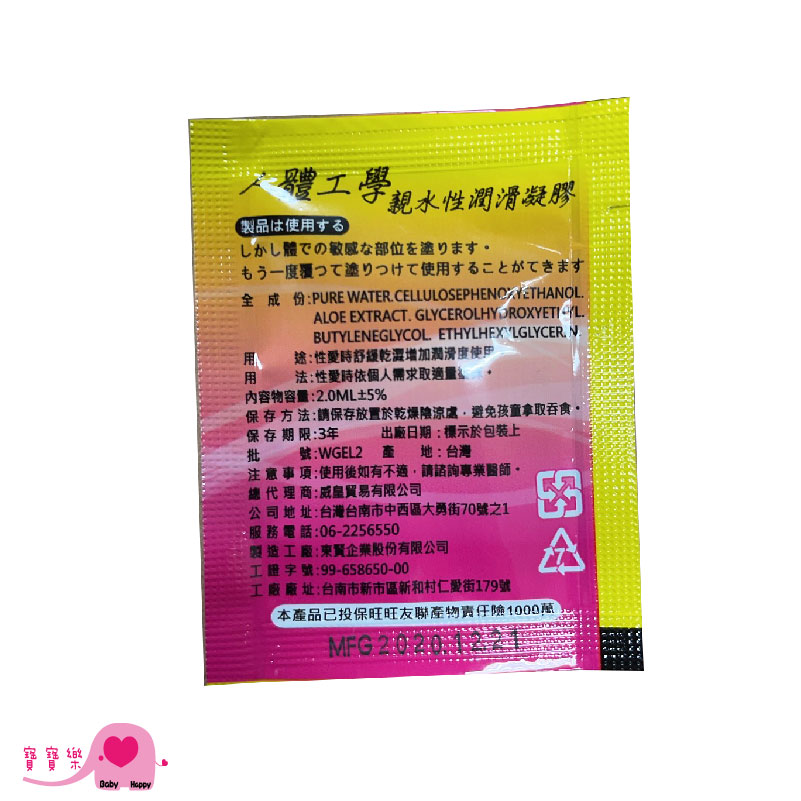 人體工學 親水性潤滑凝膠
製品は使用する
しかし體での敏感な部位を塗ります。
もう一度覆つて塗りつけて使用することがてきます
全成份:PURE WATER.CELLULOSEPHENOXYETHANOL.
ALOE EXTRACT. GLYCEROLHYDROXYETHYL.
BUTYLENEGLYCOL. ETHYLHEXYLGLYCERIN.
用途:性愛時舒緩乾澀增加潤滑度使用
用法:性愛時依個人需求取適量
內容物容量:2.0ML±5%
保存方法:請保存放置於乾燥陰涼處,避免孩童拿取吞食。
保存期限:3年 出廠日期:標示於包裝上
批號:WGEL2 產地:台灣
注意事項:使用後如有不適,請諮詢專業醫師。
總代理商:威皇貿易有限公司
公司地址:台灣台南市中西區大勇街70號之1
服務電話:06-2256550
製造工廠:東賢企業股份有限公司
工證字號:99-658650-00
工廠廠址:台南市新市區新和村仁愛街179號
7
本產品已投保旺旺友聯產物責任險1000萬
MFG2020.12.21
寶寶樂
Baby Happy